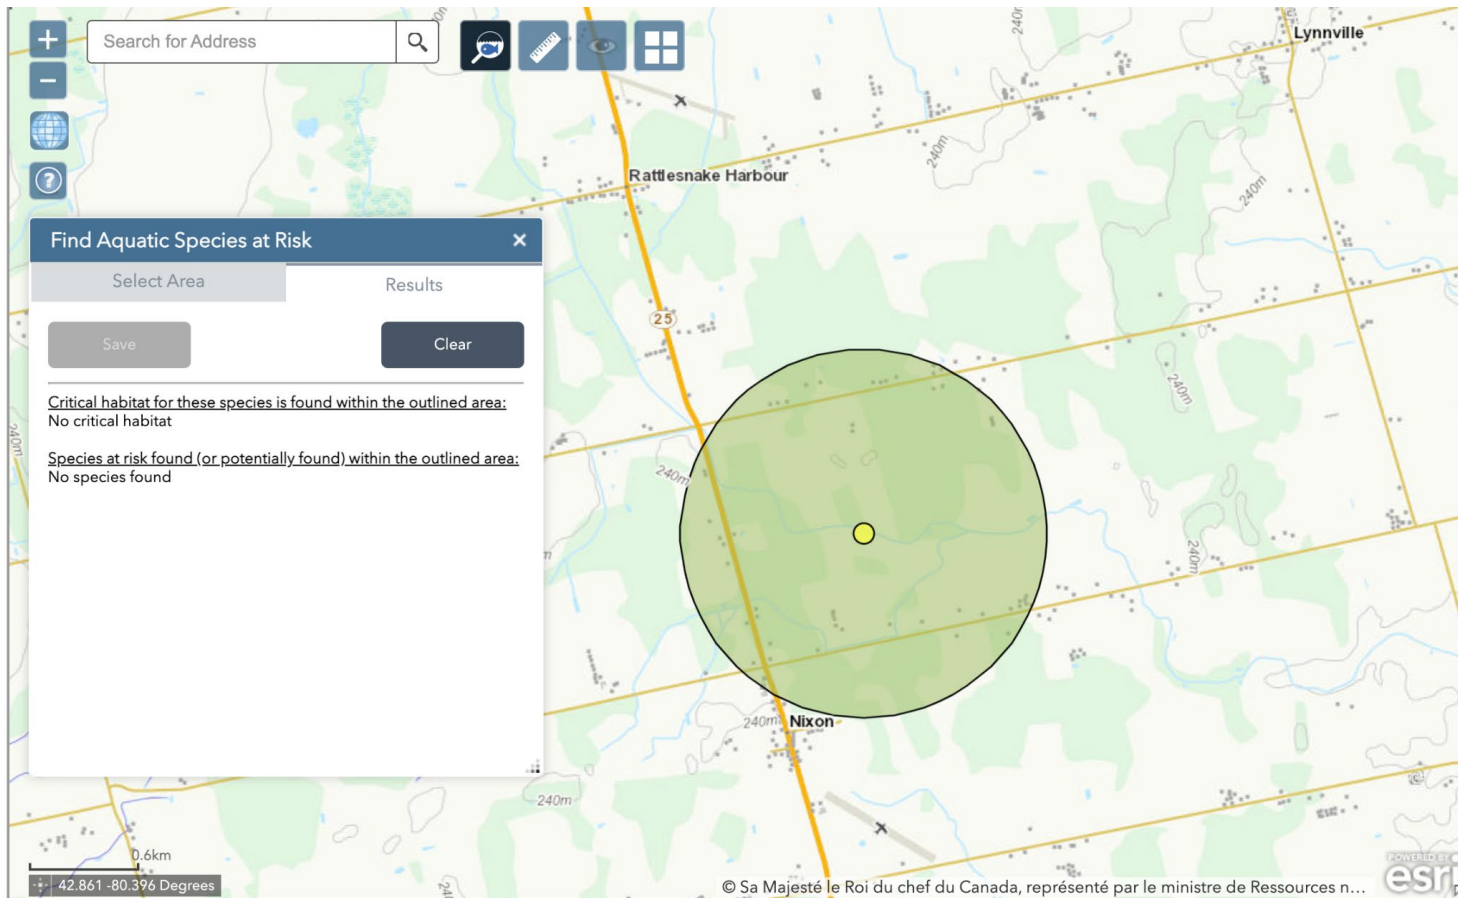 Search for Address
240m
Lynnville
Rattlesnake Harbour
240m
240m
Find Aquatic Species at Risk
Select Area
Results
25
Save
Clear
Critical habitat for these species is found within the outlined area:
No critical habitat
240m
240m
Species at risk found (or potentially found) within the outlined area:
No species found
240m
240m
240m
Nixon
240m
0.6km
42.861 -80.396 Degrees
© Sa Majesté le Roi du chef du Canada, représenté par le ministre de Ressources n...
POWERED BY
esri